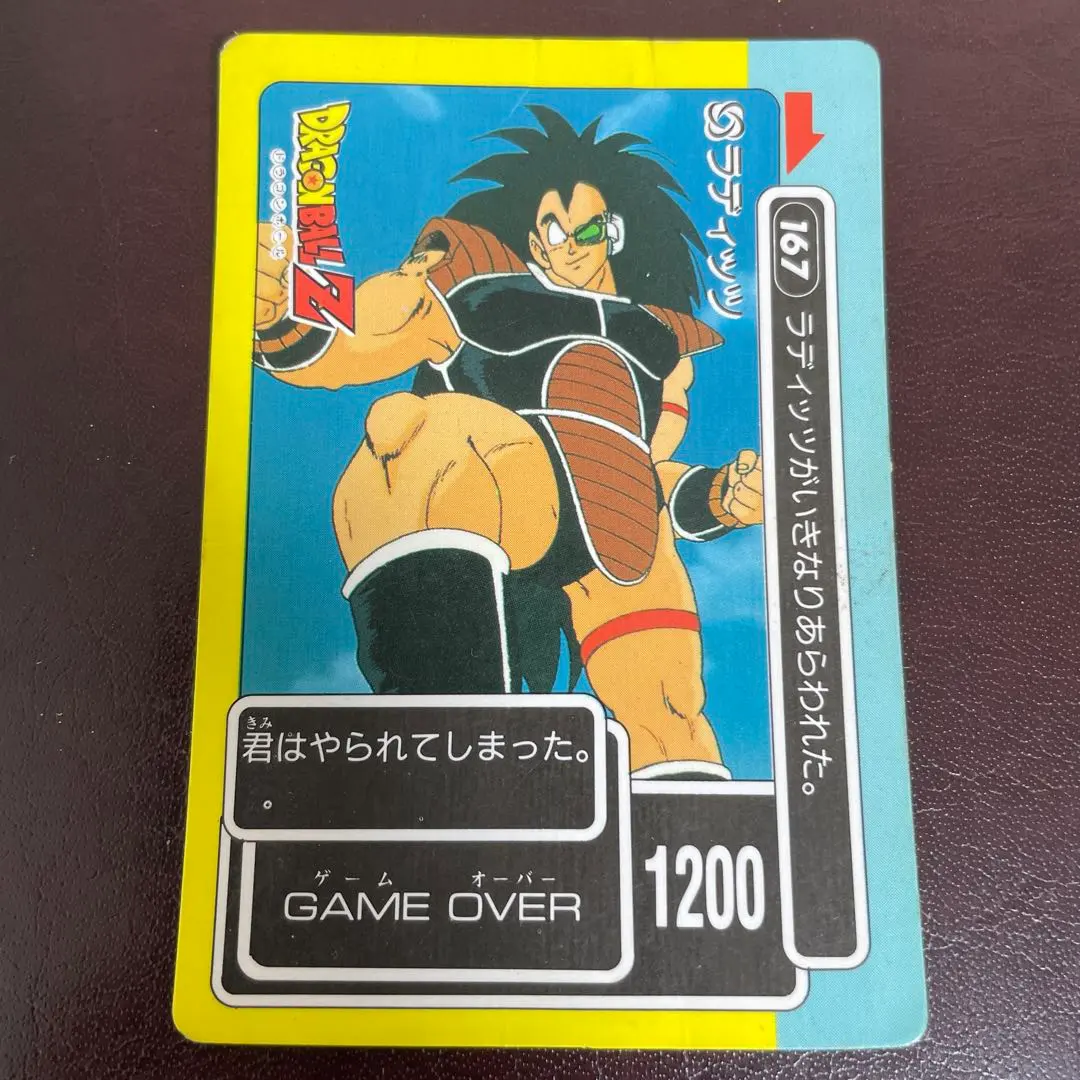 167 ラディッツがいきなりあらわれた。
ラディッツ
DRAGON BALL Z
きみ
君はやられてしまった。
。
ゲーム オーバー
GAME OVER
1200